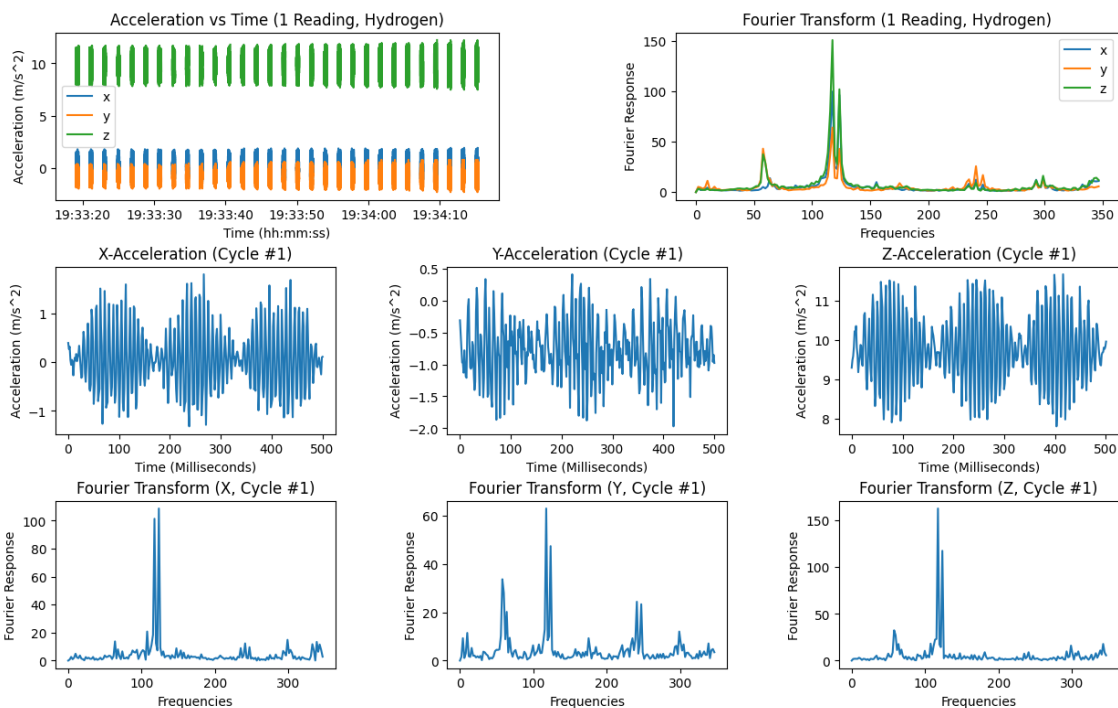 Acceleration vs Time (1 Reading, Hydrogen)
Acceleration (m/s^2)
10
5
0
x
y
z
19:33:20 19:33:30 19:33:40 19:33:50 19:34:00 19:34:10
Time (hh:mm:ss)
Fourier Transform (1 Reading, Hydrogen)
Fourier Response
150
100
50
0
x
y
z
0 50 100 150 200 250 300 350
Frequencies
X-Acceleration (Cycle #1)
Acceleration (m/s^2)
1
0
−1
0 100 200 300 400 500
Time (Milliseconds)
Y-Acceleration (Cycle #1)
Acceleration (m/s^2)
0.5
0.0
−0.5
−1.0
−1.5
−2.0
0 100 200 300 400 500
Time (Milliseconds)
Z-Acceleration (Cycle #1)
Acceleration (m/s^2)
11
10
9
8
0 100 200 300 400 500
Time (Milliseconds)
Fourier Transform (X, Cycle #1)
Fourier Response
100
80
60
40
20
0
0 100 200 300
Frequencies
Fourier Transform (Y, Cycle #1)
Fourier Response
60
40
20
0
0 100 200 300
Frequencies
Fourier Transform (Z, Cycle #1)
Fourier Response
150
100
50
0
0 100 200 300
Frequencies